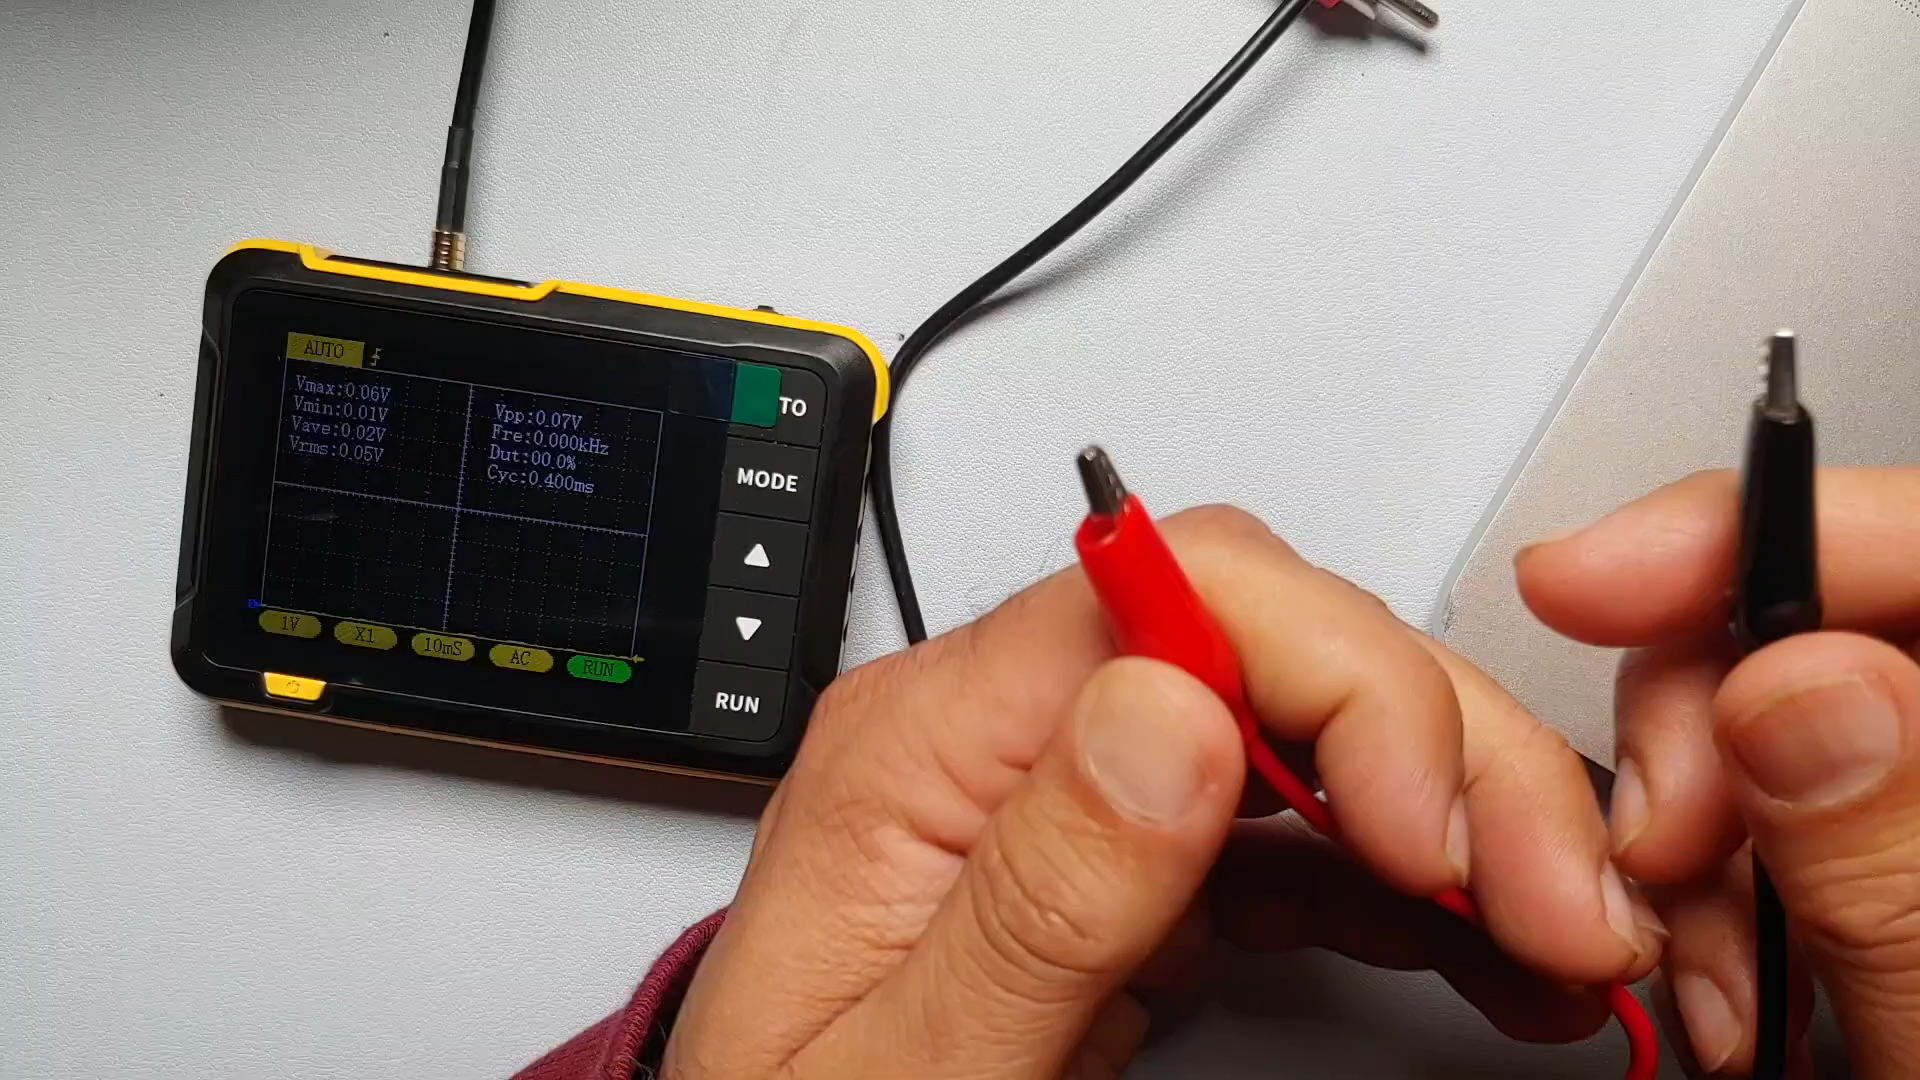 AUTO
Vmax:0.06V
Vmin:0.01V
Vave:0.02V
Vrms:0.05V
Vpp:0.07V
Fre:0.000kHz
Dut:00.0%
Cyc:0.400ms
1V X1 10mS AC RUN
TO
MODE
RUN